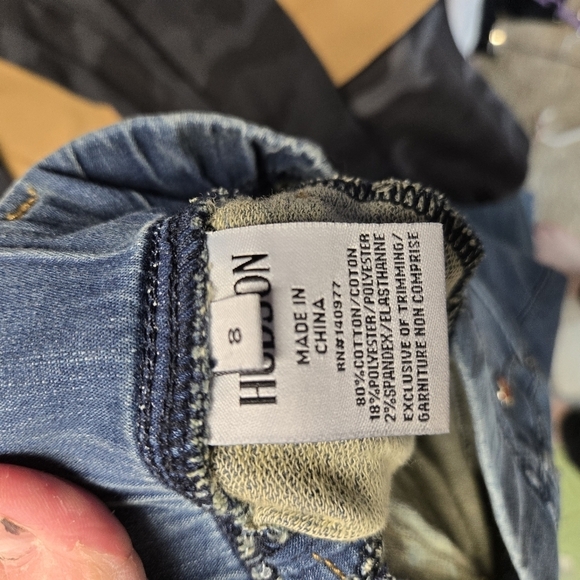 HUDSON
8
MADE IN
CHINA
RN#140977
80%COTTON/COTON
18%POLYESTER/POLYESTER
2%SPANDEX/ELASTHANNE
EXCLUSIVE OF TRIMMING/
GARNITURE NON COMPRISE